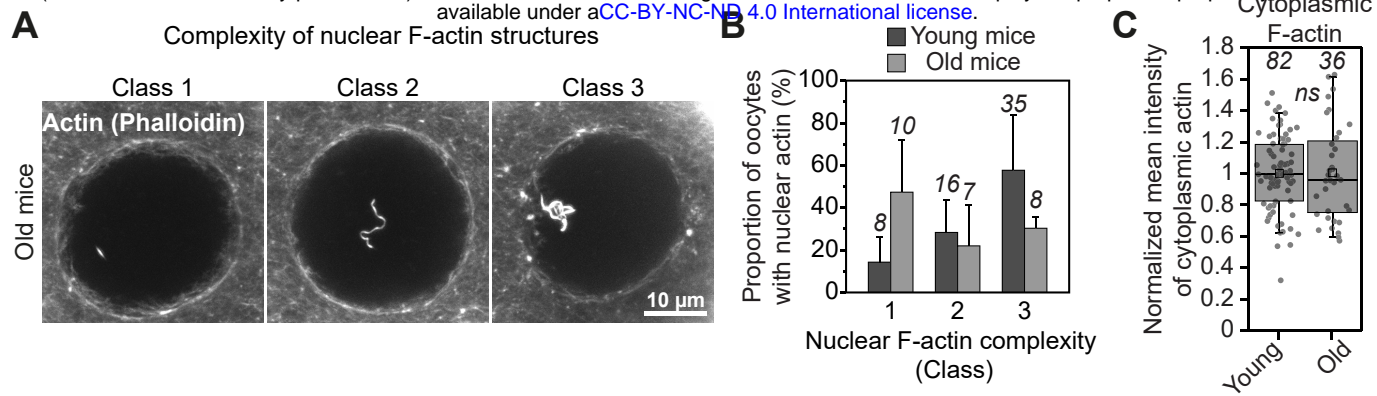 available under aCC-BY-NC-ND 4.0 International license.
A
Complexity of nuclear F-actin structures
Class 1
Class 2
Class 3
Actin (Phalloidin)
Old mice
10 µm
B
Young mice
Old mice
Proportion of oocytes
with nuclear actin (%)
100
80
60
40
20
0
8
10
16
7
35
8
1
2
3
Nuclear F-actin complexity
(Class)
C
Cytoplasmic
F-actin
Normalized mean intensity
of cytoplasmic actin
1.8
1.6
1.4
1.2
1
0.8
0.6
0.4
0.2
0
82
36
ns
Young
Old